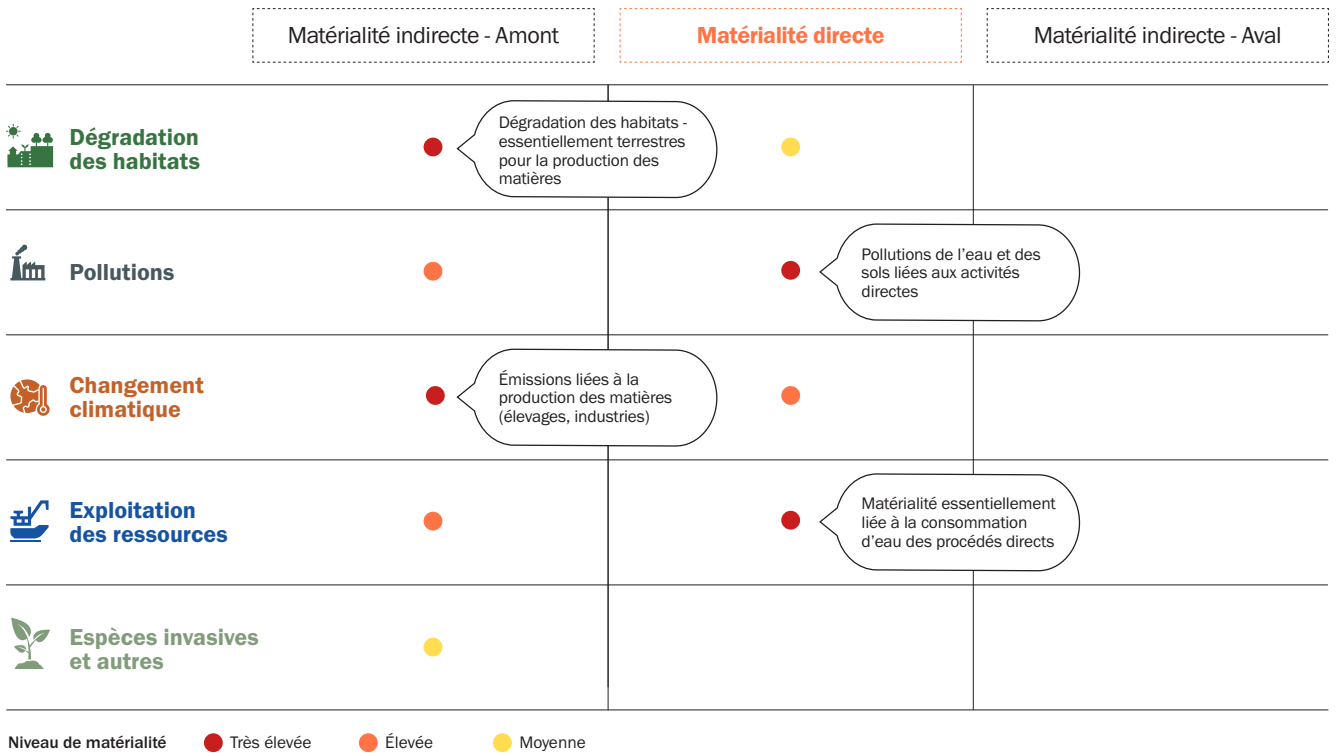 Matérialité indirecte - Amont
Matérialité directe
Matérialité indirecte - Aval
Dégradation
des habitats
Dégradation des habitats -
essentiellement terrestres
pour la production des
matières
Pollutions
Pollutions de l'eau et des
sols liées aux activités
directes
Changement
climatique
Émissions liées à la
production des matières
(élevages, industries)
Exploitation
des ressources
Matérialité essentiellement
liée à la consommation
d'eau des procédés directs
Espèces invasives
et autres
Niveau de matérialité
Très élevée
Élevée
Moyenne